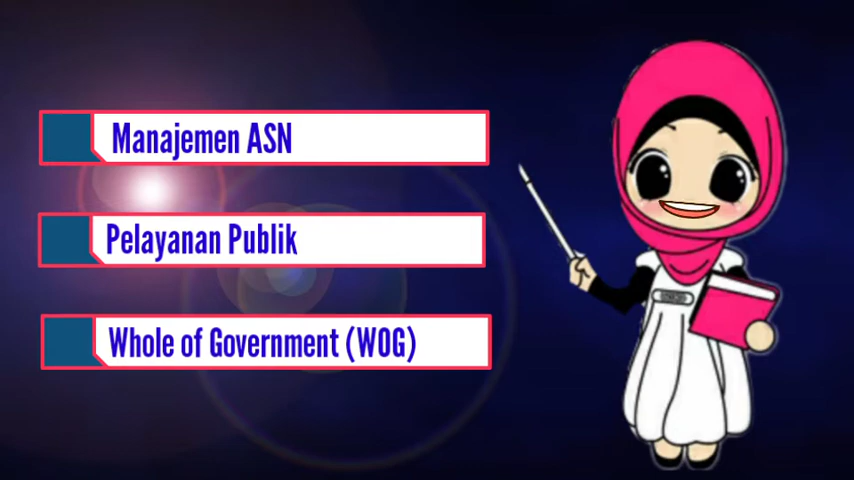 Manajemen ASN
Pelayanan Publik
Whole of Government (WOG)